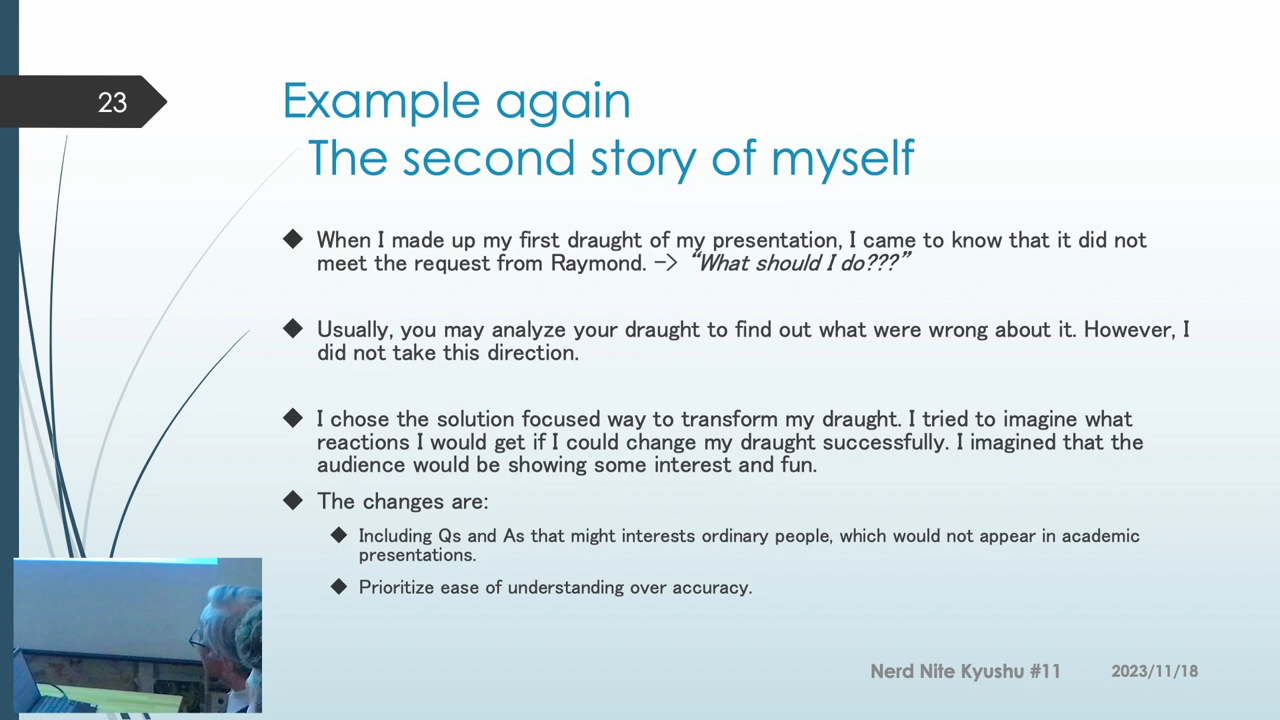 23
Example again
The second story of myself
◆ When I made up my first draught of my presentation, I came to know that it did not
meet the request from Raymond. −> “What should I do???”
◆ Usually, you may analyze your draught to find out what were wrong about it. However, I
did not take this direction.
◆ I chose the solution focused way to transform my draught. I tried to imagine what
reactions I would get if I could change my draught successfully. I imagined that the
audience would be showing some interest and fun.
◆ The changes are:
◆ Including Qs and As that might interests ordinary people, which would not appear in academic
presentations.
◆ Prioritize ease of understanding over accuracy.
Nerd Nite Kyushu #11 2023/11/18